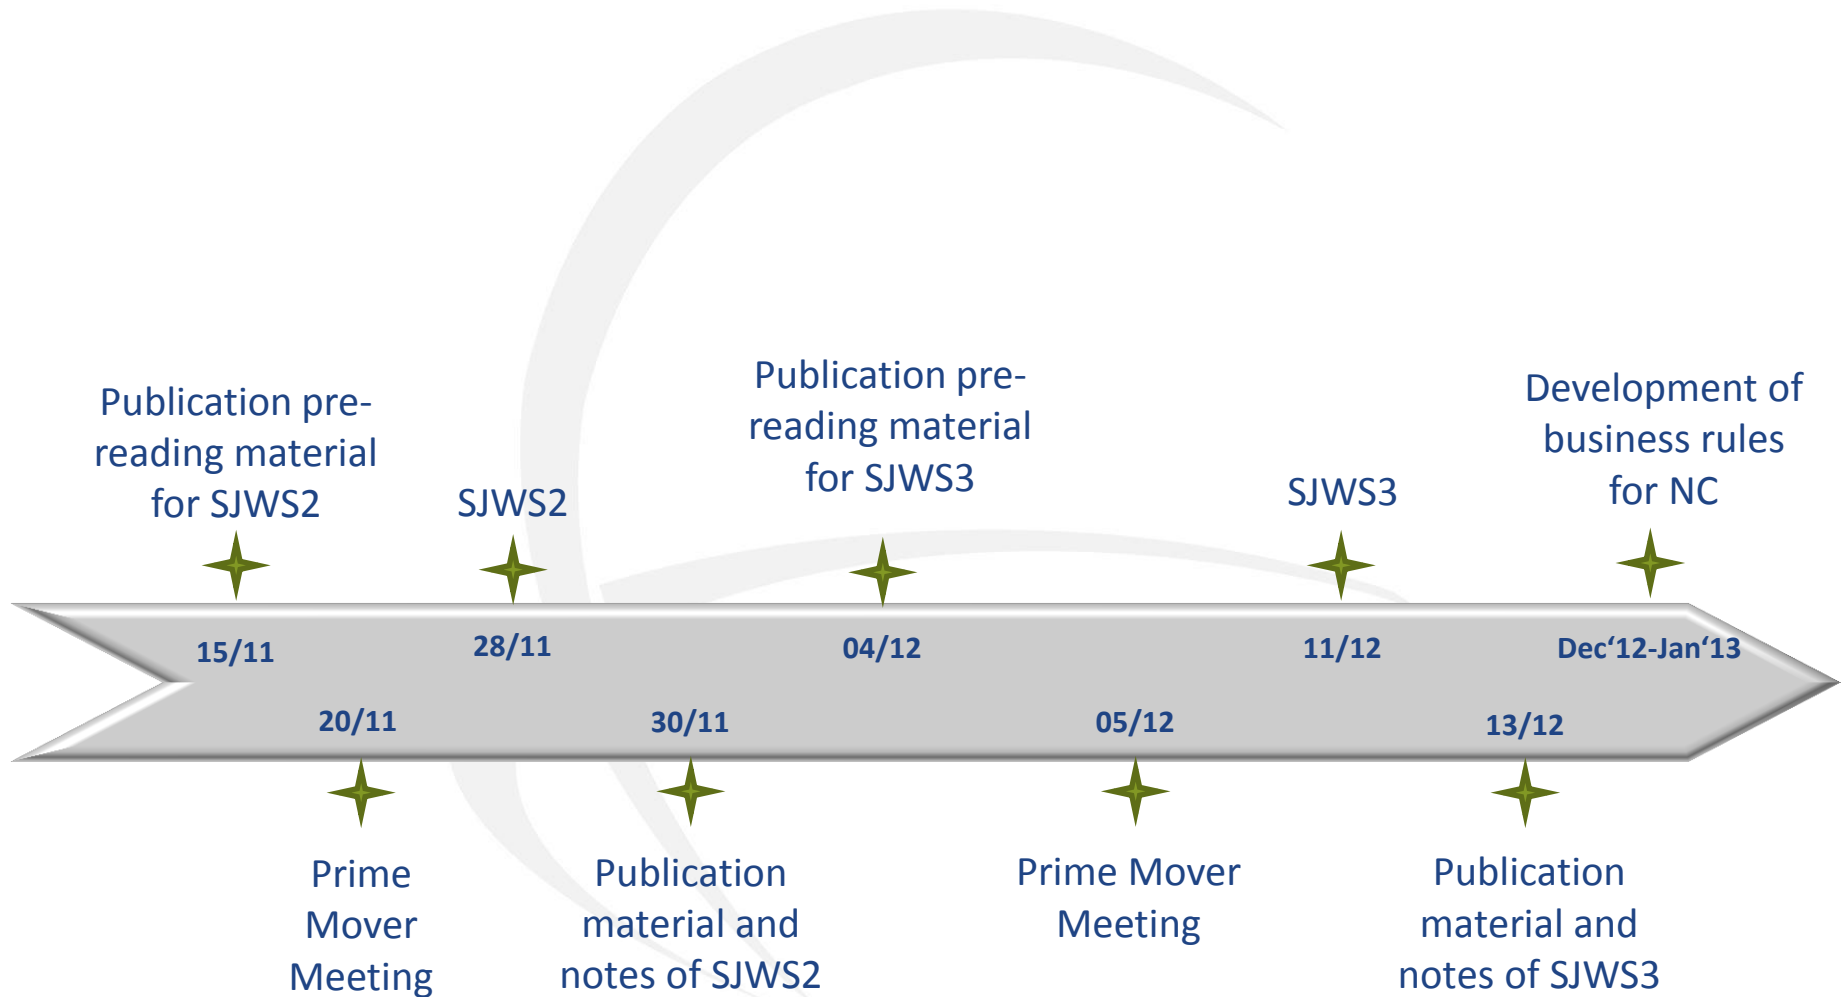 Publication pre-
reading material
for SJWS2
SJWS2
Publication pre-
reading material
for SJWS3
SJWS3
Development of
business rules
for NC
15/11
28/11
04/12
11/12
Dec‘12-Jan‘13
20/11
30/11
05/12
13/12
Prime
Mover
Meeting
Publication
material and
notes of SJWS2
Prime Mover
Meeting
Publication
material and
notes of SJWS3